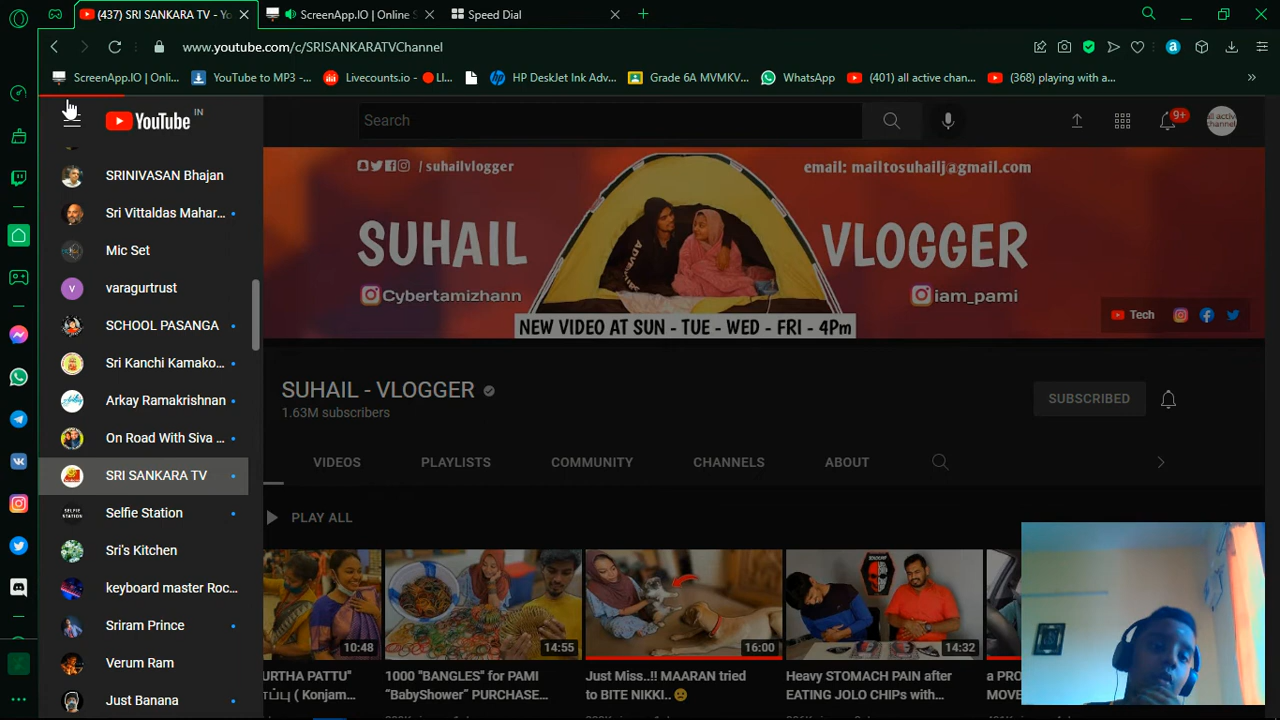 (437) SRI SANKARA TV - Yo
ScreenApp.IO | Online S
Speed Dial
www.youtube.com/c/SRISANKARATVChannel
ScreenApp.IO | Onli...
YouTube to MP3 -...
Livecounts.io - 🔴LI...
HP DeskJet Ink Adv...
Grade 6A MVMKV...
WhatsApp
(401) all active chan...
(368) playing with a...
YouTube IN
Search
9+
all active
channel
SRINIVASAN Bhajan
Sri Vittaldas Mahar...
Mic Set
V
varagurtrust
SCHOOL PASANGA
Sri Kanchi Kamako...
Arkay Ramakrishnan
On Road With Siva ...
SRI SANKARA TV
SELFIE
STATION
Selfie Station
Sri's Kitchen
keyboard master Roc...
Sriram Prince
Verum Ram
Just Banana
/suhailvlogger
email: mailtosuhailj@gmail.com
SUHAIL VLOGGER
Cybertamizhann
iam_pami
NEW VIDEO AT SUN - TUE - WED - FRI - 4Pm
Tech
SUHAIL - VLOGGER
1.63M subscribers
SUBSCRIBED
VIDEOS
PLAYLISTS
COMMUNITY
CHANNELS
ABOUT
PLAY ALL
10:48
14:55
16:00
14:32
URTHA PATTU"
ப்பு ( Konjam...
1000 "BANGLES" for PAMI
“BabyShower” PURCHASE...
Just Miss..!! MAARAN tried
to BITE NIKKI..😐
Heavy STOMACH PAIN after
EATING JOLO CHIPs with...
a PRO
MOVE